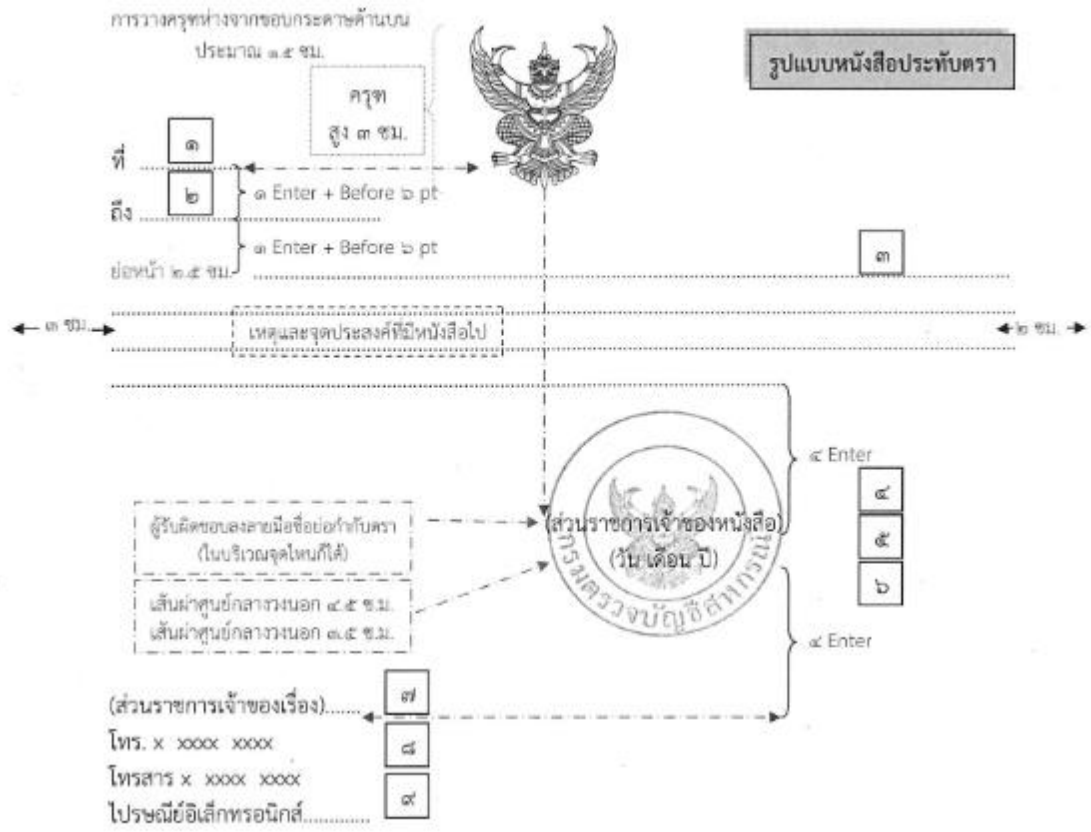 การวางครุฑห่างจากขอบกระดาษด้านบน
ประมาณ ๑.๕ ซม.
รูปแบบหนังสือประทับตรา
ครุฑ
สูง ๓ ซม.
ที่ ............ ๑
๑ Enter + Before ๖ pt
ถึง ............ ๒
๑ Enter + Before ๖ pt
ย่อหน้า ๒.๕ ซม.
๓
๓ ซม.
เหตุและจุดประสงค์ที่มีหนังสือไป
๒ ซม.
๔ Enter
๔
ผู้รับผิดชอบลงลายมือชื่อย่อกำกับตรา
(ในบริเวณจุดไหนก็ได้)
(ส่วนราชการเจ้าของหนังสือ)
๕
(วัน เดือน ปี)
๖
กรมตรวจบัญชีสหกรณ์
เส้นผ่าศูนย์กลางวงนอก ๔.๕ ซ.ม.
เส้นผ่าศูนย์กลางวงนอก ๓.๕ ซ.ม.
๔ Enter
(ส่วนราชการเจ้าของเรื่อง)....... ๗
โทร. x xxxx xxxx ๘
โทรสาร x xxxx xxxx
ไปรษณีย์อิเล็กทรอนิกส์............. ๙